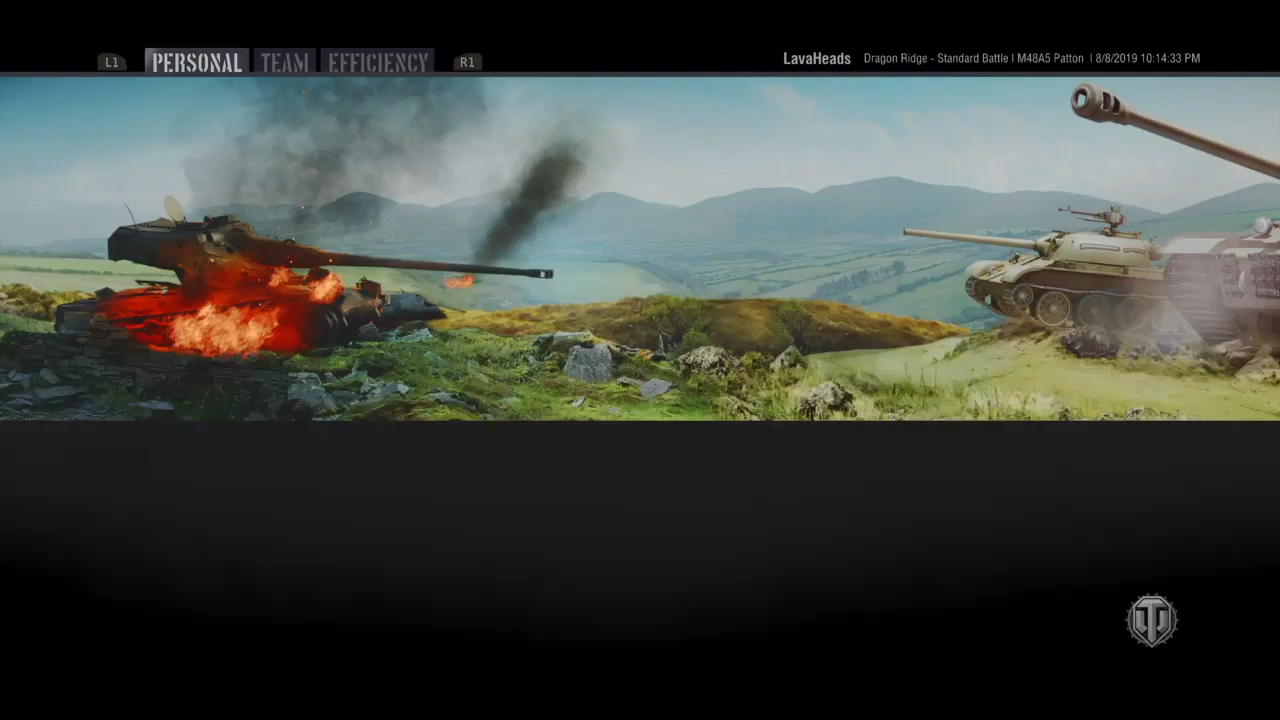 L1 PERSONAL TEAM EFFICIENCY R1 LavaHeads Dragon Ridge - Standard Battle | M48A5 Patton | 8/8/2019 10:14:33 PM